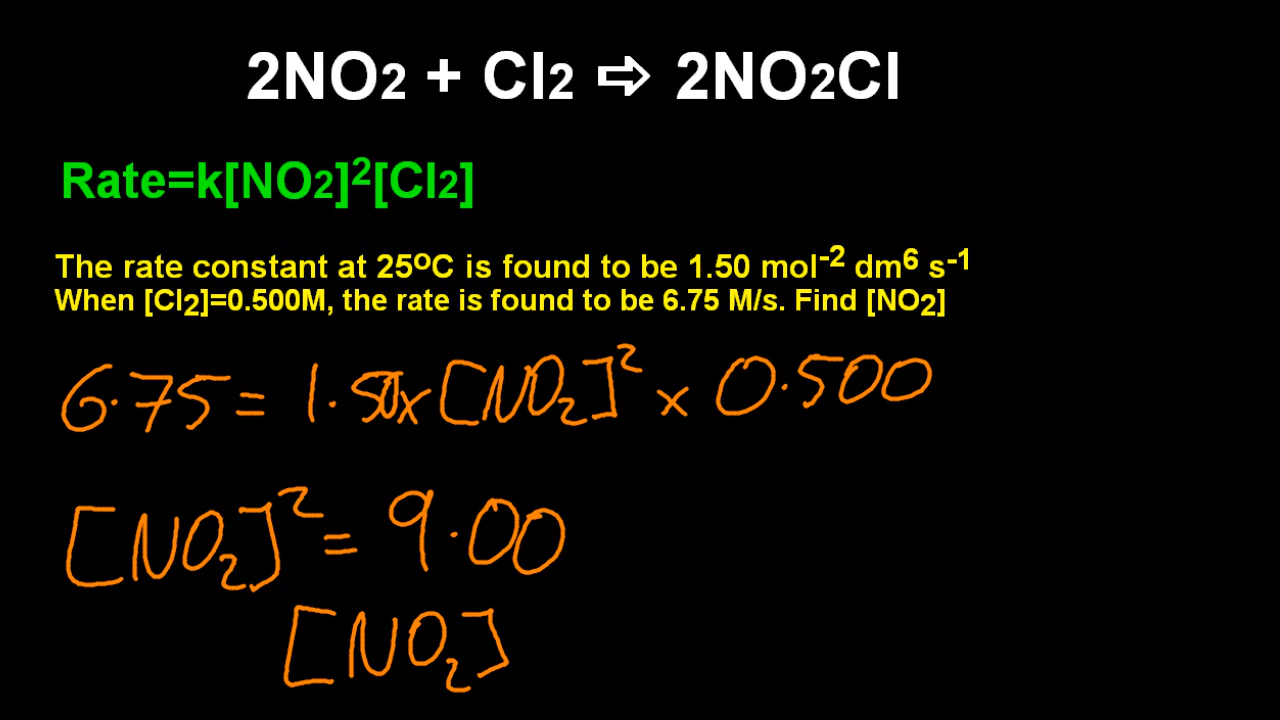 2NO2 + Cl2 ⇨ 2NO2Cl
Rate=k[NO2]²[Cl2]
The rate constant at 25ºC is found to be 1.50 mol⁻² dm⁶ s⁻¹
When [Cl2]=0.500M, the rate is found to be 6.75 M/s. Find [NO2]
6.75 = 1.50x [NO2]² x 0.500
[NO2]² = 9.00
[NO2]